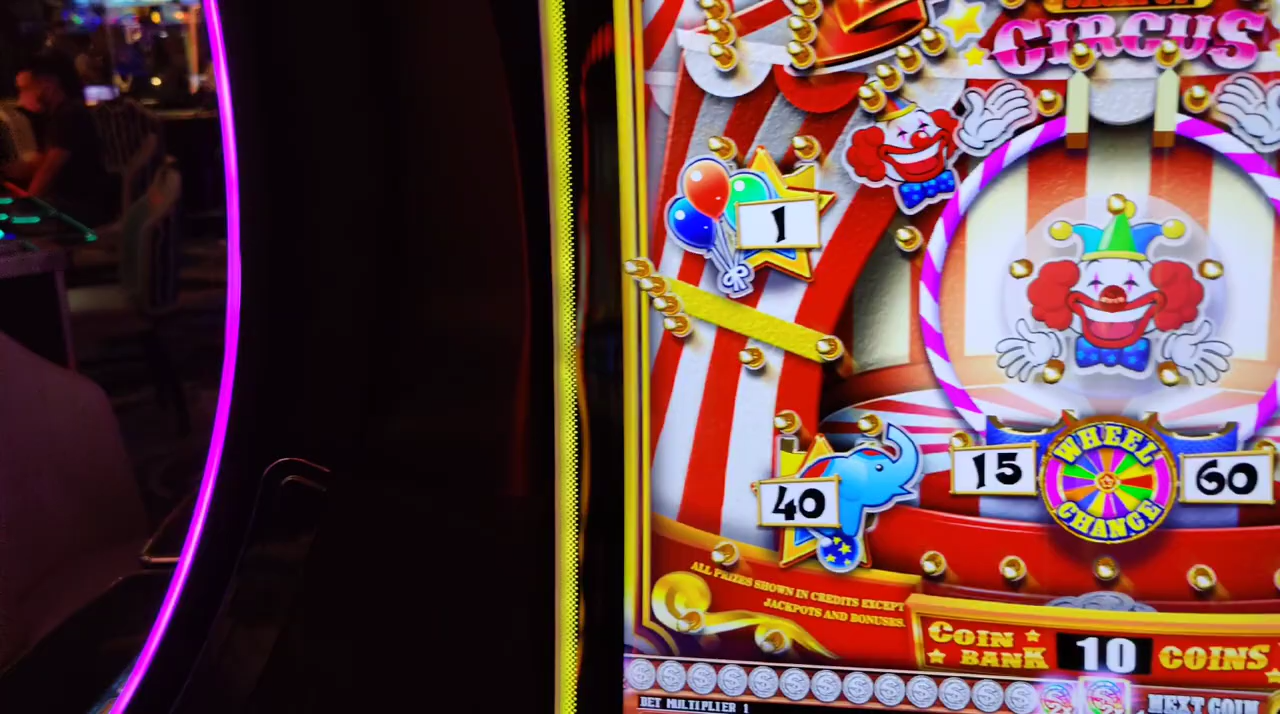 CIRCUS
1
15
WHEEL
CHANCE
60
40
ALL PRIZES SHOWN IN CREDITS EXCEPT
JACKPOTS AND BONUSES.
COIN
BANK
10 COINS
BET MULTIPLIER 1
NEXT COIN